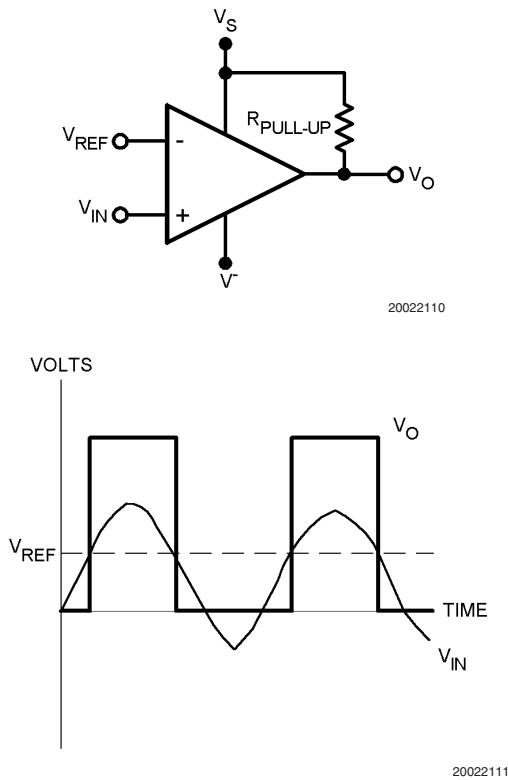 VS
RPULL-UP
VREF
-
VO
VIN
+
V-
20022110
VOLTS
VO
VREF
TIME
VIN
20022111